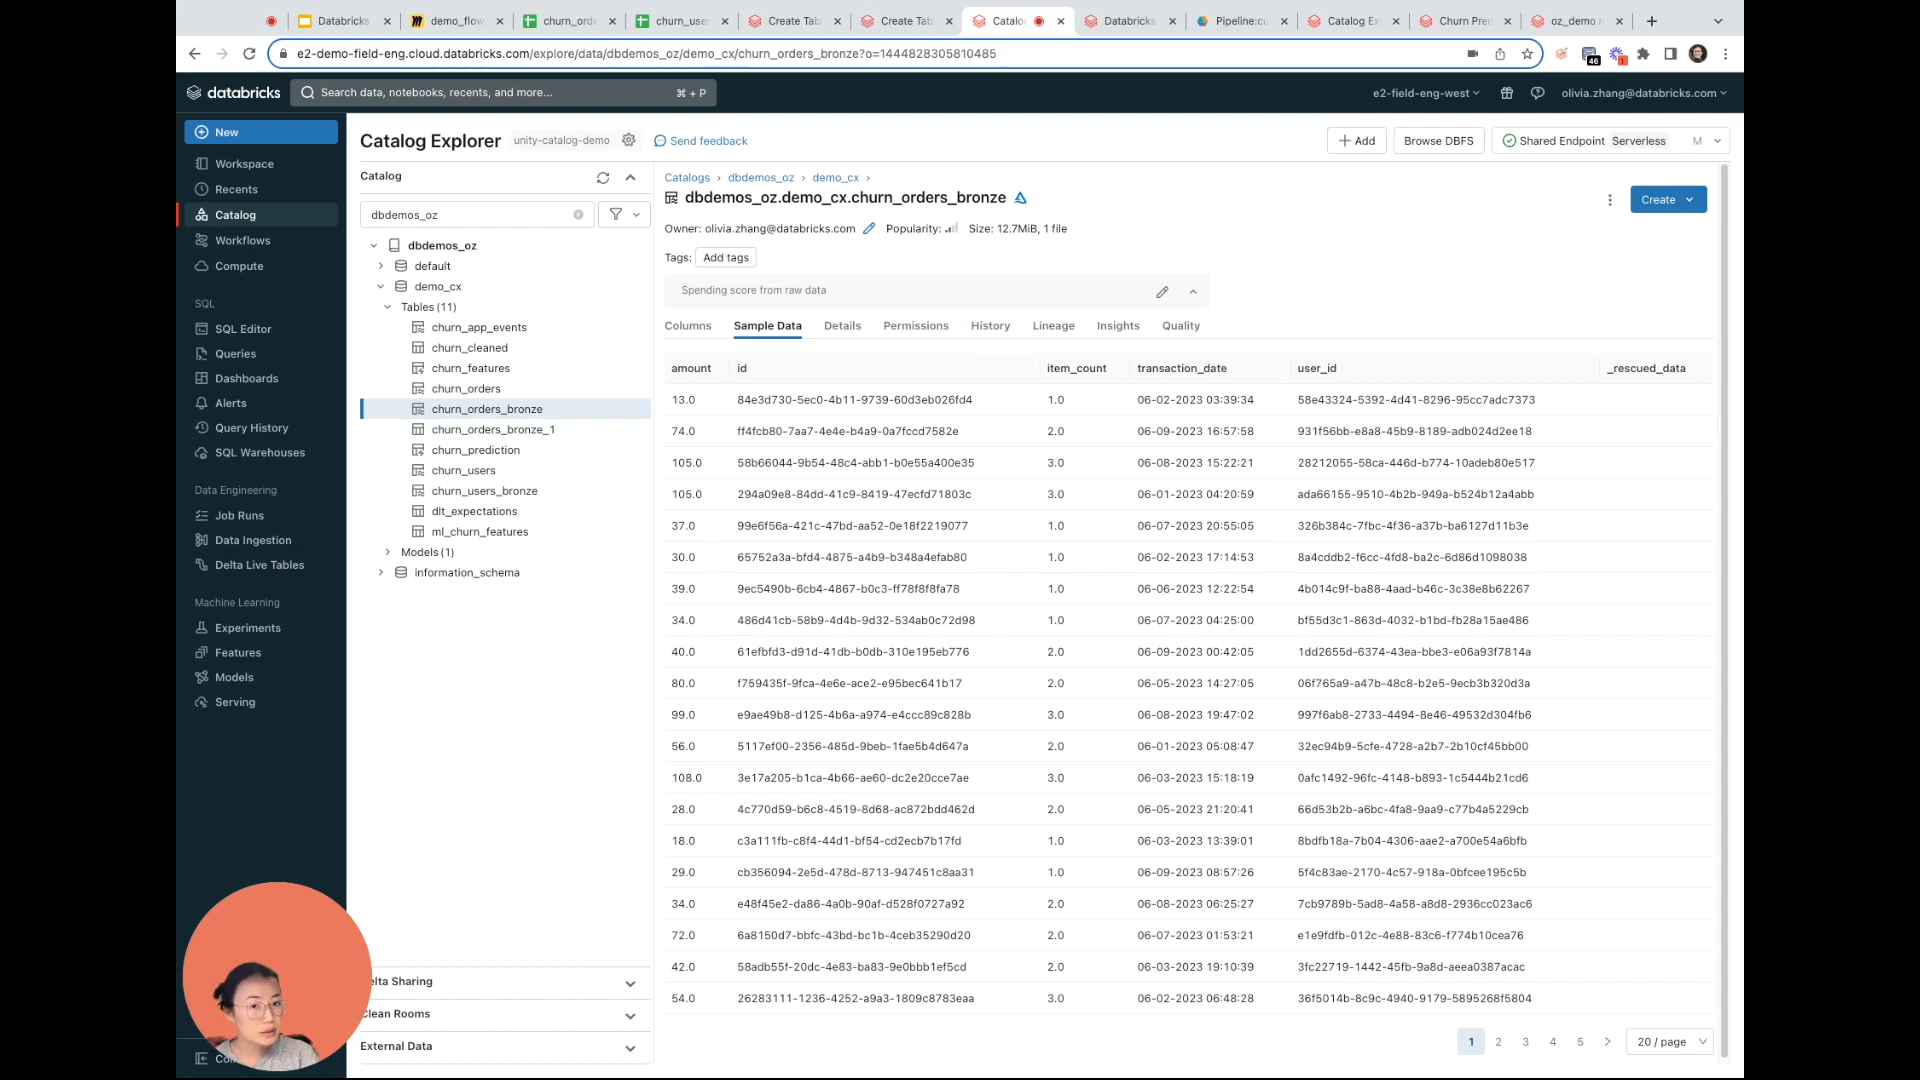 Databricks
demo_flow
churn_orde
churn_use
Create Tab
Create Tab
Catalog
Databricks
Pipeline:cu
Catalog Ex
Churn Pred
oz_demo
e2-demo-field-eng.cloud.databricks.com/explore/data/dbdemos_oz/demo_cx/churn_orders_bronze?o=1444828305810485
46
1
databricks
Search data, notebooks, recents, and more...
⌘ + P
e2-field-eng-west
olivia.zhang@databricks.com
New
Workspace
Recents
Catalog
Workflows
Compute
SQL
SQL Editor
Queries
Dashboards
Alerts
Query History
SQL Warehouses
Data Engineering
Job Runs
Data Ingestion
Delta Live Tables
Machine Learning
Experiments
Features
Models
Serving
Catalog Explorer
unity-catalog-demo
Send feedback
Add
Browse DBFS
Shared Endpoint Serverless M
Catalog
dbdemos_oz
dbdemos_oz
default
demo_cx
Tables (11)
churn_app_events
churn_cleaned
churn_features
churn_orders
churn_orders_bronze
churn_orders_bronze_1
churn_prediction
churn_users
churn_users_bronze
dlt_expectations
ml_churn_features
Models (1)
information_schema
elta Sharing
Clean Rooms
External Data
Catalogs › dbdemos_oz › demo_cx ›
dbdemos_oz.demo_cx.churn_orders_bronze
Create
Owner: olivia.zhang@databricks.com Popularity: Size: 12.7MiB, 1 file
Tags: Add tags
Spending score from raw data
Columns Sample Data Details Permissions History Lineage Insights Quality
amount id item_count transaction_date user_id _rescued_data
13.0 84e3d730-5ec0-4b11-9739-60d3eb026fd4 1.0 06-02-2023 03:39:34 58e43324-5392-4d41-8296-95cc7adc7373
74.0 ff4fcb80-7aa7-4e4e-b4a9-0a7fccd7582e 2.0 06-09-2023 16:57:58 931f56bb-e8a8-45b9-8189-adb024d2ee18
105.0 58b66044-9b54-48c4-abb1-b0e55a400e35 3.0 06-08-2023 15:22:21 28212055-58ca-446d-b774-10adeb80e517
105.0 294a09e8-84dd-41c9-8419-47ecfd71803c 3.0 06-01-2023 04:20:59 ada66155-9510-4b2b-949a-b524b12a4abb
37.0 99e6f56a-421c-47bd-aa52-0e18f2219077 1.0 06-07-2023 20:55:05 326b384c-7fbc-4f36-a37b-ba6127d11b3e
30.0 65752a3a-bfd4-4875-a4b9-b348a4efab80 1.0 06-02-2023 17:14:53 8a4cddb2-f6cc-4fd8-ba2c-6d86d1098038
39.0 9ec5490b-6cb4-4867-b0c3-ff78f8f8fa78 1.0 06-06-2023 12:22:54 4b014c9f-ba88-4aad-b46c-3c38e8b62267
34.0 486d41cb-58b9-4d4b-9d32-534ab0c72d98 1.0 06-07-2023 04:25:00 bf55d3c1-863d-4032-b1bd-fb28a15ae486
40.0 61efbfd3-d91d-41db-b0db-310e195eb776 2.0 06-09-2023 00:42:05 1dd2655d-6374-43ea-bbe3-e06a93f7814a
80.0 f759435f-9fca-4e6e-ace2-e95bec641b17 2.0 06-05-2023 14:27:05 06f765a9-a47b-48c8-b2e5-9ecb3b320d3a
99.0 e9ae49b8-d125-4b6a-a974-e4ccc89c828b 3.0 06-08-2023 19:47:02 997f6ab8-2733-4494-8e46-49532d304fb6
56.0 5117ef00-2356-485d-9beb-1fae5b4d647a 2.0 06-01-2023 05:08:47 32ec94b9-5cfe-4728-a2b7-2b10cf45bb00
108.0 3e17a205-b1ca-4b66-ae60-dc2e20cce7ae 3.0 06-03-2023 15:18:19 0afc1492-96fc-4148-b893-1c5444b21cd6
28.0 4c770d59-b6c8-4519-8d68-ac872bdd462d 2.0 06-05-2023 21:20:41 66d53b2b-a6bc-4fa8-9aa9-c77b4a5229cb
18.0 c3a111fb-c8f4-44d1-bf54-cd2ecb7b17fd 1.0 06-03-2023 13:39:01 8bdfb18a-7b04-4306-aae2-a700e54a6bfb
29.0 cb356094-2e5d-478d-8713-947451c8aa31 1.0 06-09-2023 08:57:26 5f4c83ae-2170-4c57-918a-0bfcee195c5b
34.0 e48f45e2-da86-4a0b-90af-d528f0727a92 2.0 06-08-2023 06:25:27 7cb9789b-5ad8-4a58-a8d8-2936cc023ac6
72.0 6a8150d7-bbfc-43bd-bc1b-4ceb35290d20 2.0 06-07-2023 01:53:21 e1e9fdfb-012c-4e88-83c6-f774b10cea76
42.0 58adb55f-20dc-4e83-ba83-9e0bbb1ef5cd 2.0 06-03-2023 19:10:39 3fc22719-1442-45fb-9a8d-aeea0387acac
54.0 26283111-1236-4252-a9a3-1809c8783eaa 3.0 06-02-2023 06:48:28 36f5014b-8c9c-4940-9179-5895268f5804
1 2 3 4 5 20 / page